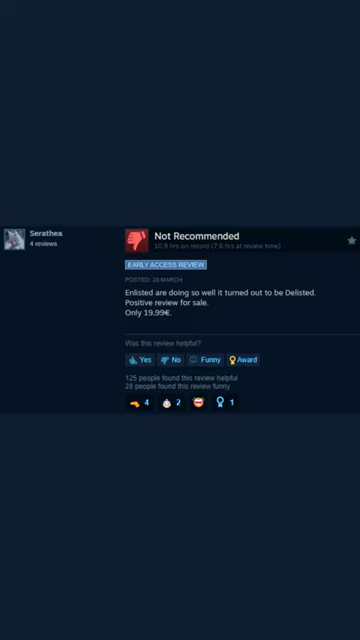 Serathea
4 reviews
Not Recommended
10.9 hrs on record (7.6 hrs at review time)
EARLY ACCESS REVIEW
POSTED: 28 MARCH
Enlisted are doing so well it turned out to be Delisted.
Positive review for sale.
Only 19.99€.
Was this review helpful?
Yes No Funny Award
125 people found this review helpful
28 people found this review funny
4 2 1